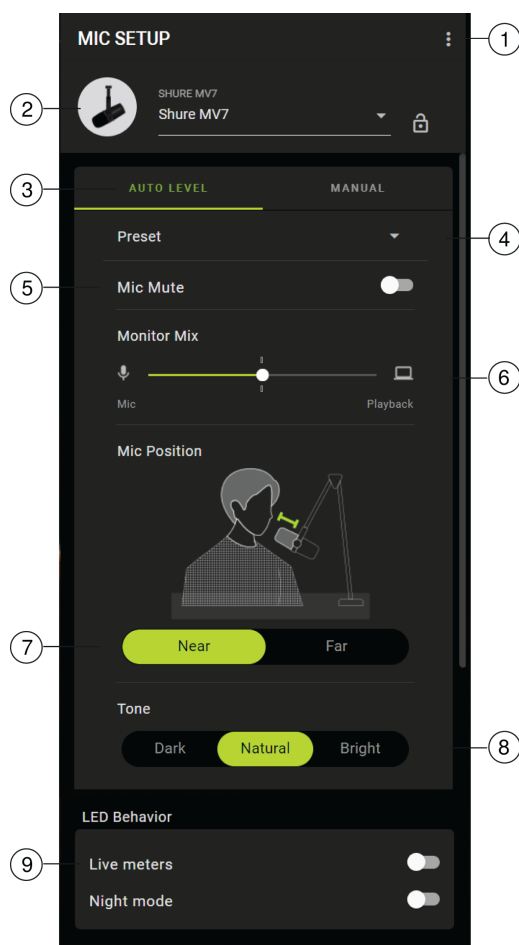 MIC SETUP
1
2
SHURE MV7
Shure MV7
3
AUTO LEVEL MANUAL
Preset
4
5
Mic Mute
Monitor Mix
6
Mic Playback
Mic Position
7
Near Far
Tone
Dark Natural Bright
8
LED Behavior
9
Live meters
Night mode